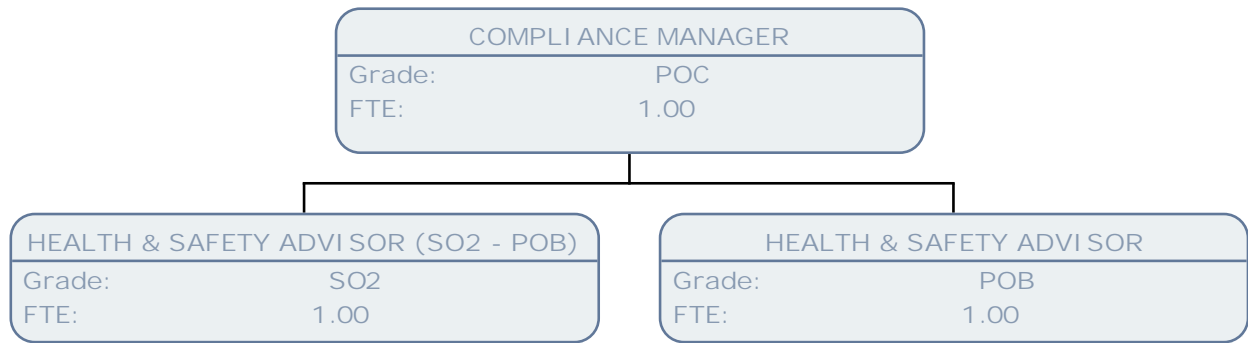 COMPLIANCE MANAGER
Grade: POC
FTE: 1.00
HEALTH & SAFETY ADVISOR (SO2 - POB)
Grade: SO2
FTE: 1.00
HEALTH & SAFETY ADVISOR
Grade: POB
FTE: 1.00